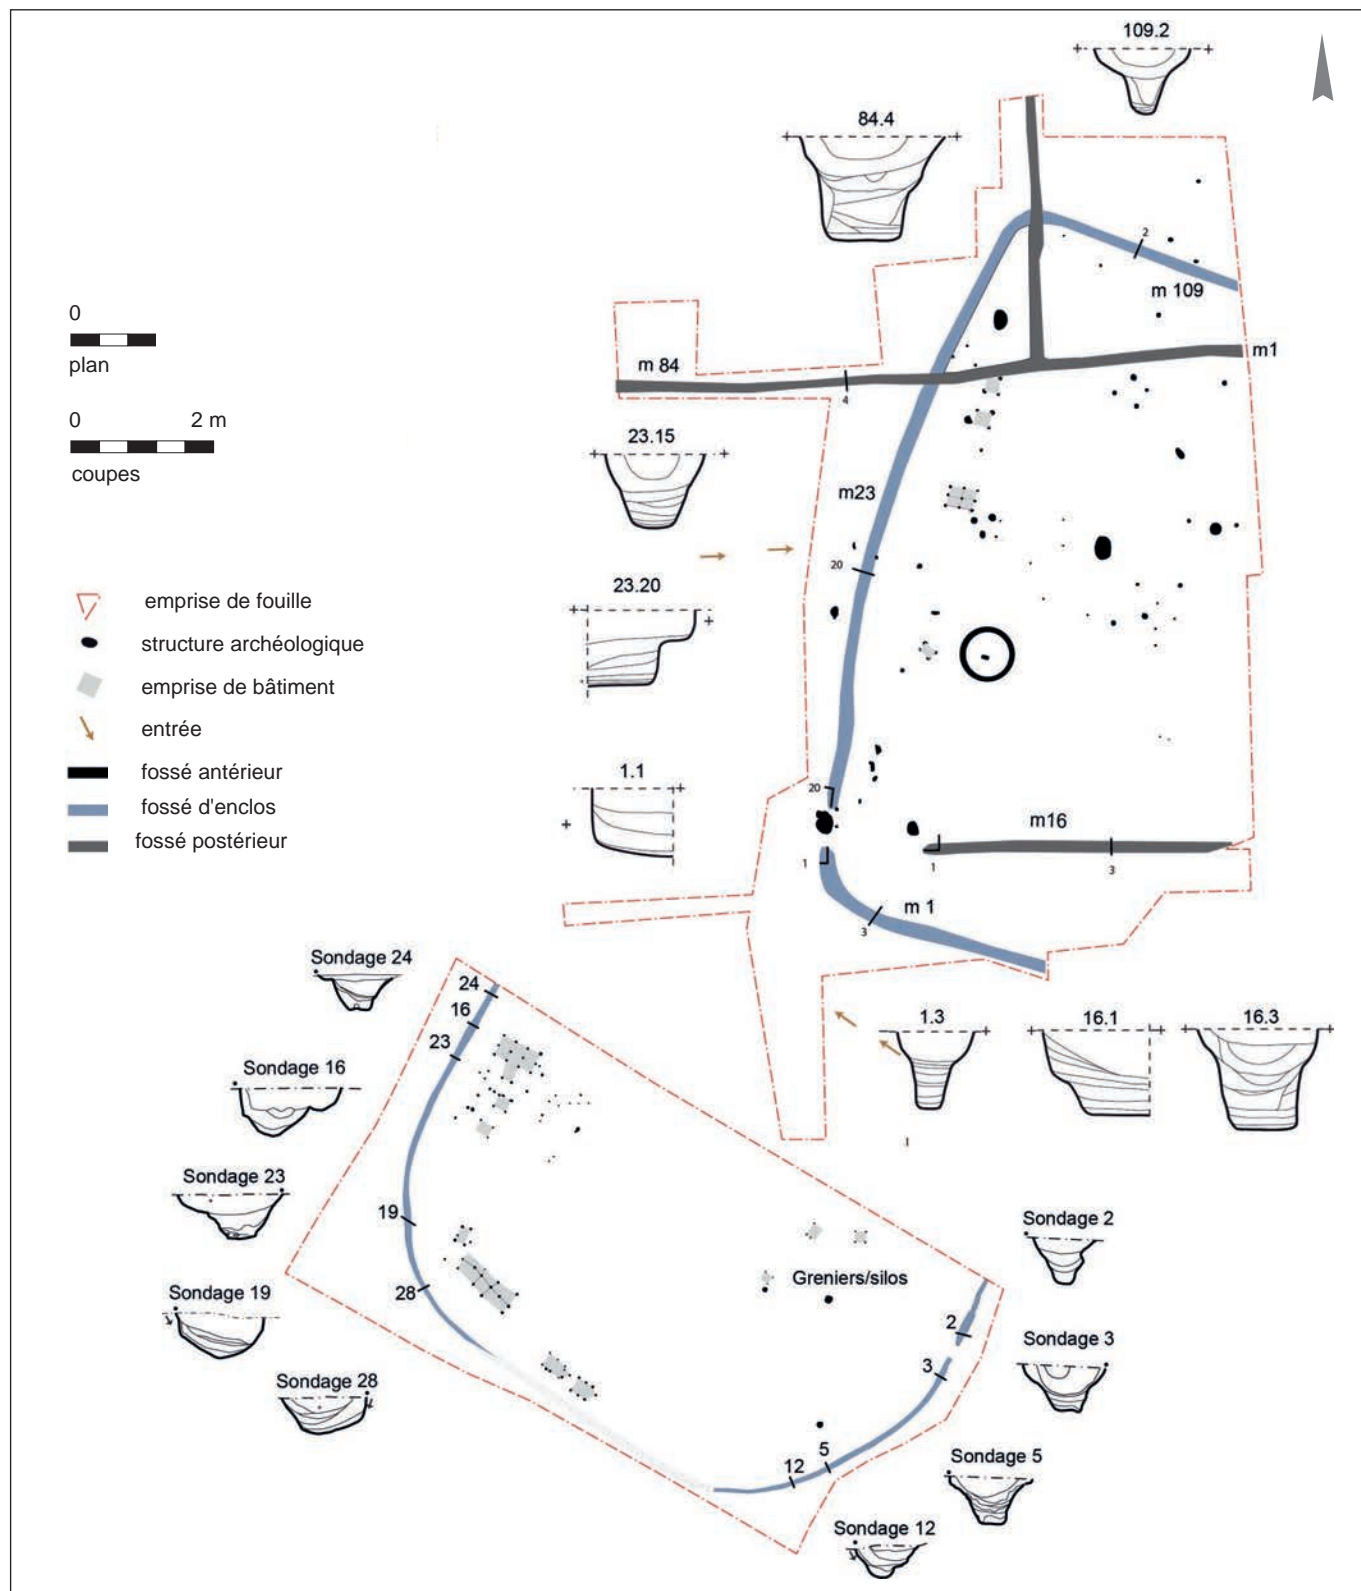 109.2
84.4
2
m 109
0
plan
m 84
m1
4
0 2 m
coupes
23.15
m23
20
23.20
emprise de fouille
structure archéologique
emprise de bâtiment
entrée
fossé antérieur
fossé d'enclos
fossé postérieur
1.1
20
m16
1
1
3
m 1
3
Sondage 24
24
16
23
1.3
16.1
16.3
Sondage 16
Sondage 23
19
Sondage 2
Greniers/silos
28
Sondage 19
2
Sondage 3
3
Sondage 28
5
12
Sondage 5
Sondage 12